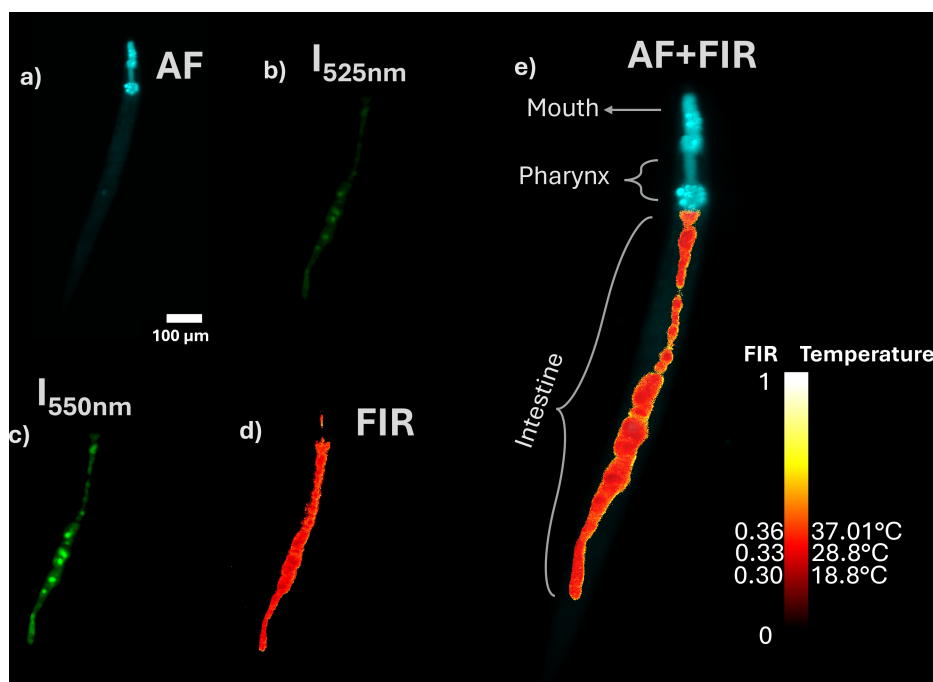 a)
AF
100 µm
b)
I525nm
c)
I550nm
d)
FIR
e)
AF+FIR
Mouth
Pharynx
Intestine
FIR Temperature
1
0.36 37.01°C
0.33 28.8°C
0.30 18.8°C
0